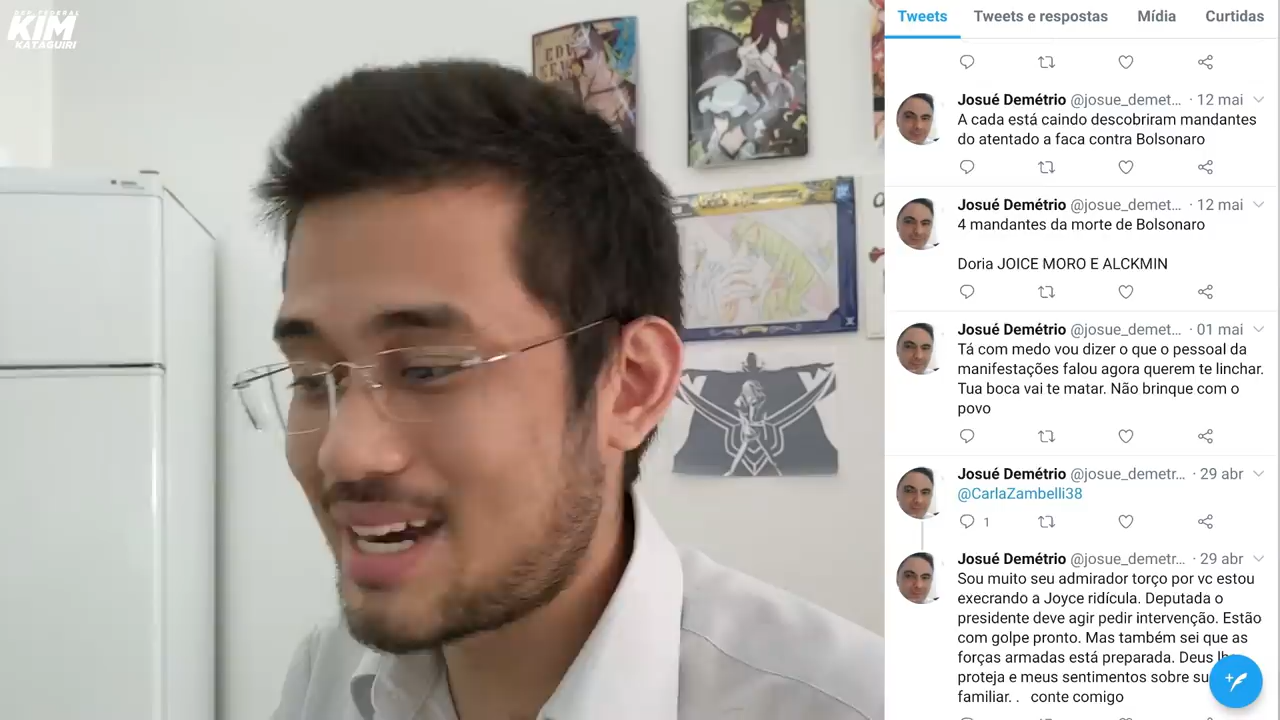 DEP. FEDERAL
KIM
KATAGUIRI
Tweets Tweets e respostas Mídia Curtidas
Josué Demétrio @josue_demet... · 12 mai
A cada está caindo descobriram mandantes
do atentado a faca contra Bolsonaro
Josué Demétrio @josue_demet... · 12 mai
4 mandantes da morte de Bolsonaro
Doria JOICE MORO E ALCKMIN
Josué Demétrio @josue_demet... · 01 mai
Tá com medo vou dizer o que o pessoal da
manifestações falou agora querem te linchar.
Tua boca vai te matar. Não brinque com o
povo
Josué Demétrio @josue_demetr... · 29 abr
@CarlaZambelli38
1
Josué Demétrio @josue_demetr... · 29 abr
Sou muito seu admirador torço por vc estou
execrando a Joyce ridícula. Deputada o
presidente deve agir pedir intervenção. Estão
com golpe pronto. Mas também sei que as
forças armadas está preparada. Deus
proteja e meus sentimentos sobre
familiar. . conte comigo